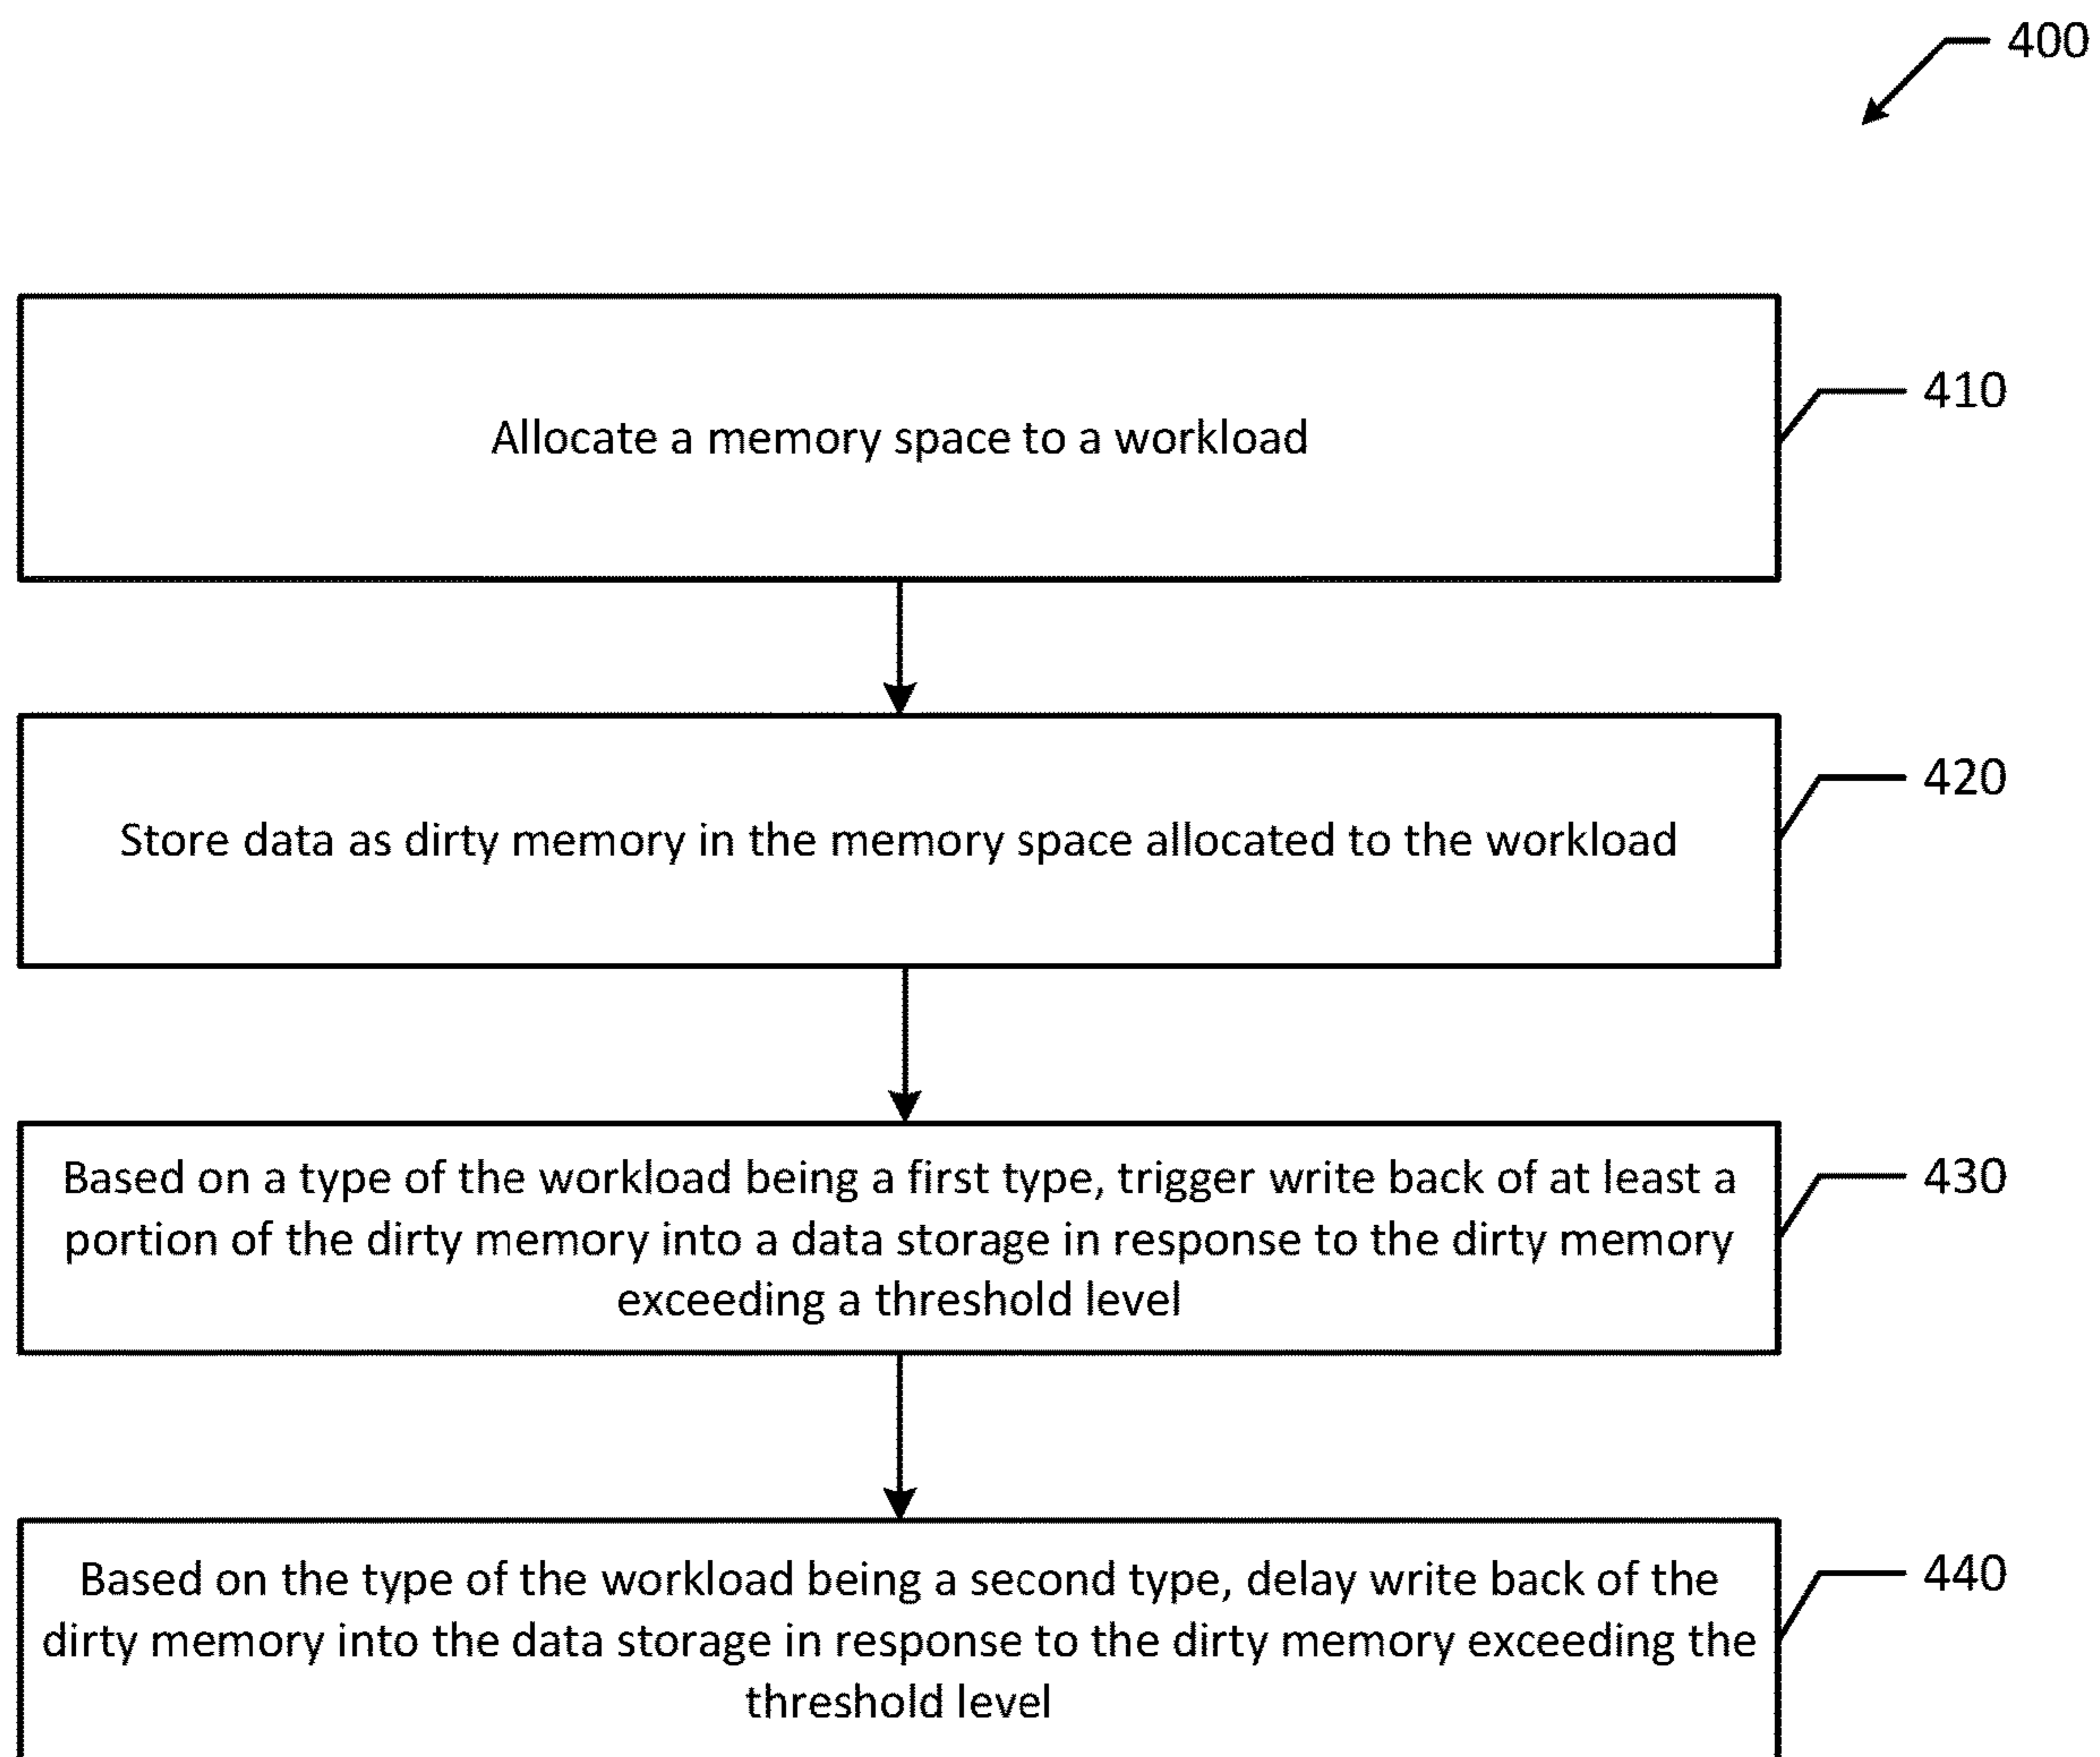 400
Allocate a memory space to a workload
410
Store data as dirty memory in the memory space allocated to the workload
420
Based on a type of the workload being a first type, trigger write back of at least a
portion of the dirty memory into a data storage in response to the dirty memory
exceeding a threshold level
430
Based on the type of the workload being a second type, delay write back of the
dirty memory into the data storage in response to the dirty memory exceeding the
threshold level
440